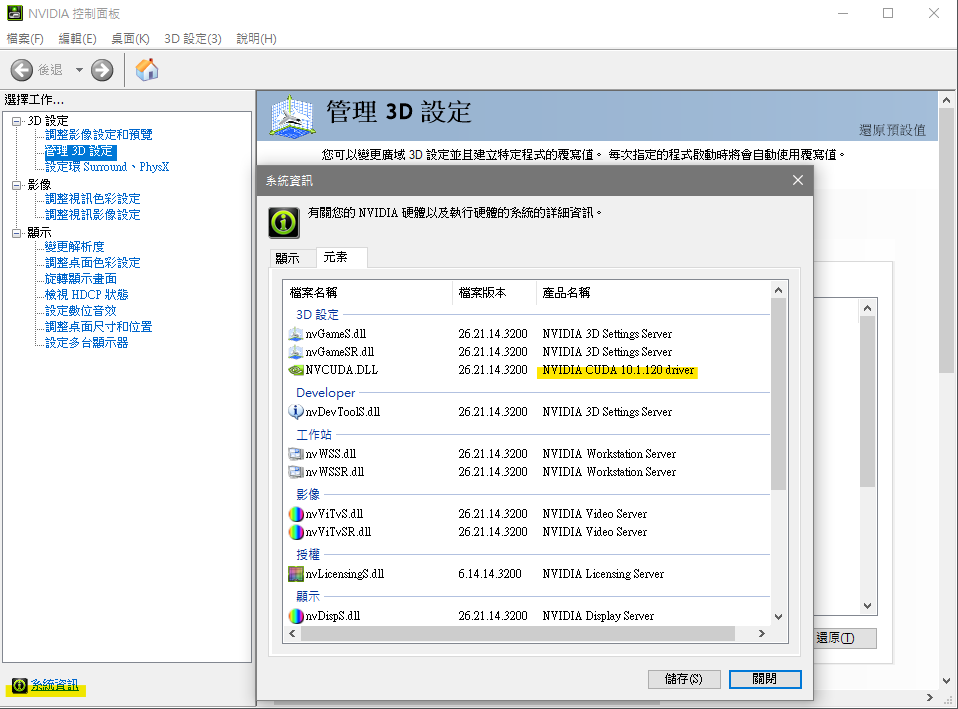 NVIDIA 控制面板
檔案(F) 編輯(E) 桌面(K) 3D 設定(3) 說明(H)
後退
選擇工作...
3D 設定
調整影像設定和預覽
管理 3D 設定
設定環 Surround、PhysX
影像
調整視訊色彩設定
調整視訊影像設定
顯示
變更解析度
調整桌面色彩設定
旋轉顯示畫面
檢視 HDCP 狀態
設定數位音效
調整桌面尺寸和位置
設定多台顯示器
系統資訊
管理 3D 設定
還原預設值
您可以變更廣域 3D 設定並且建立特定程式的覆寫值。 每次指定的程式啟動時將會自動使用覆寫值。
系統資訊
有關您的 NVIDIA 硬體以及執行硬體的系統的詳細資訊。
顯示 元素
檔案名稱 檔案版本 產品名稱
3D 設定
nvGameS.dll 26.21.14.3200 NVIDIA 3D Settings Server
nvGameSR.dll 26.21.14.3200 NVIDIA 3D Settings Server
NVCUDA.DLL 26.21.14.3200 NVIDIA CUDA 10.1.120 driver
Developer
nvDevToolS.dll 26.21.14.3200 NVIDIA 3D Settings Server
工作站
nvWSS.dll 26.21.14.3200 NVIDIA Workstation Server
nvWSSR.dll 26.21.14.3200 NVIDIA Workstation Server
影像
nvViTvS.dll 26.21.14.3200 NVIDIA Video Server
nvViTvSR.dll 26.21.14.3200 NVIDIA Video Server
授權
nvLicensingS.dll 6.14.14.3200 NVIDIA Licensing Server
顯示
nvDispS.dll 26.21.14.3200 NVIDIA Display Server
還原(T)
儲存(S) 關閉